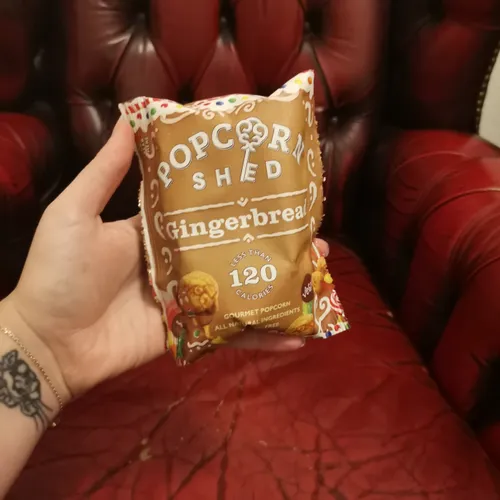 POPCORN
SHED
Gingerbread
LESS THAN
120
CALORIES
GOURMET POPCORN
ALL NATURAL INGREDIENTS